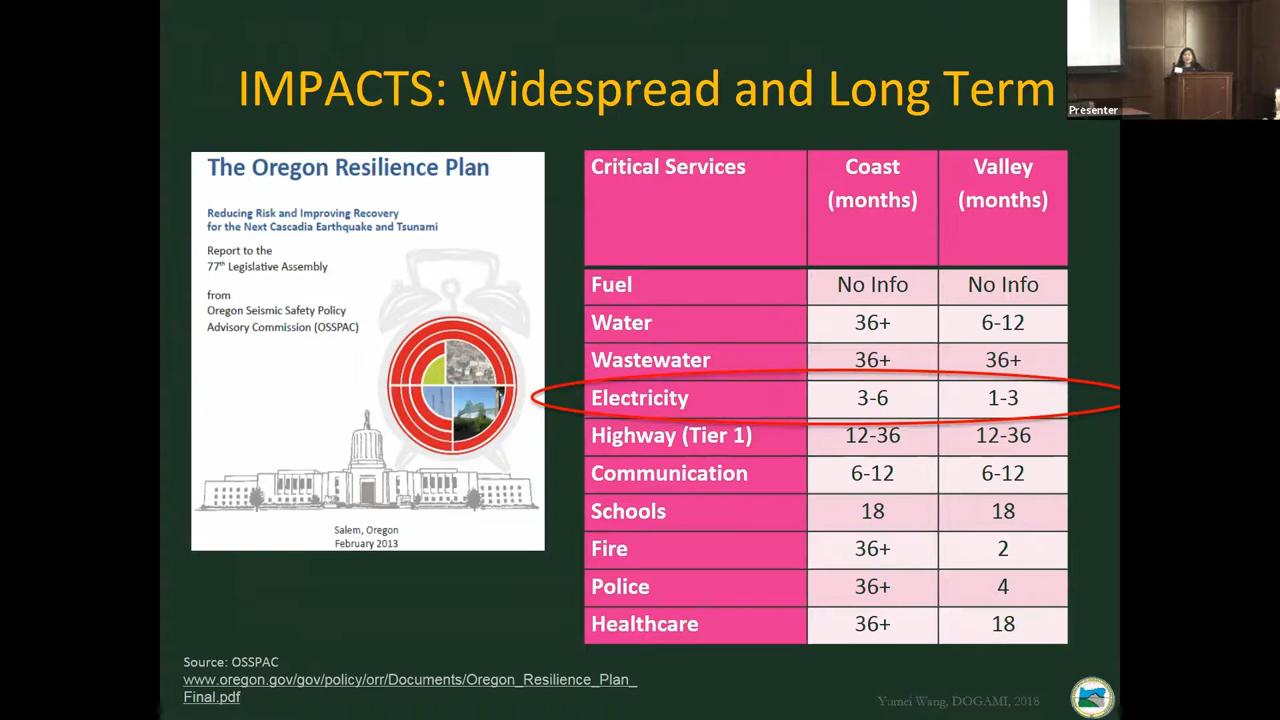 IMPACTS: Widespread and Long Term
Presenter
The Oregon Resilience Plan
Reducing Risk and Improving Recovery
for the Next Cascadia Earthquake and Tsunami
Report to the
77th Legislative Assembly
from
Oregon Seismic Safety Policy
Advisory Commission (OSSPAC)
Salem, Oregon
February 2013
Critical Services Coast (months) Valley (months)
Fuel No Info No Info
Water 36+ 6-12
Wastewater 36+ 36+
Electricity 3-6 1-3
Highway (Tier 1) 12-36 12-36
Communication 6-12 6-12
Schools 18 18
Fire 36+ 2
Police 36+ 4
Healthcare 36+ 18
Source: OSSPAC
www.oregon.gov/gov/policy/orr/Documents/Oregon_Resilience_Plan_
Final.pdf
Yumei Wang, DOGAMI, 2018